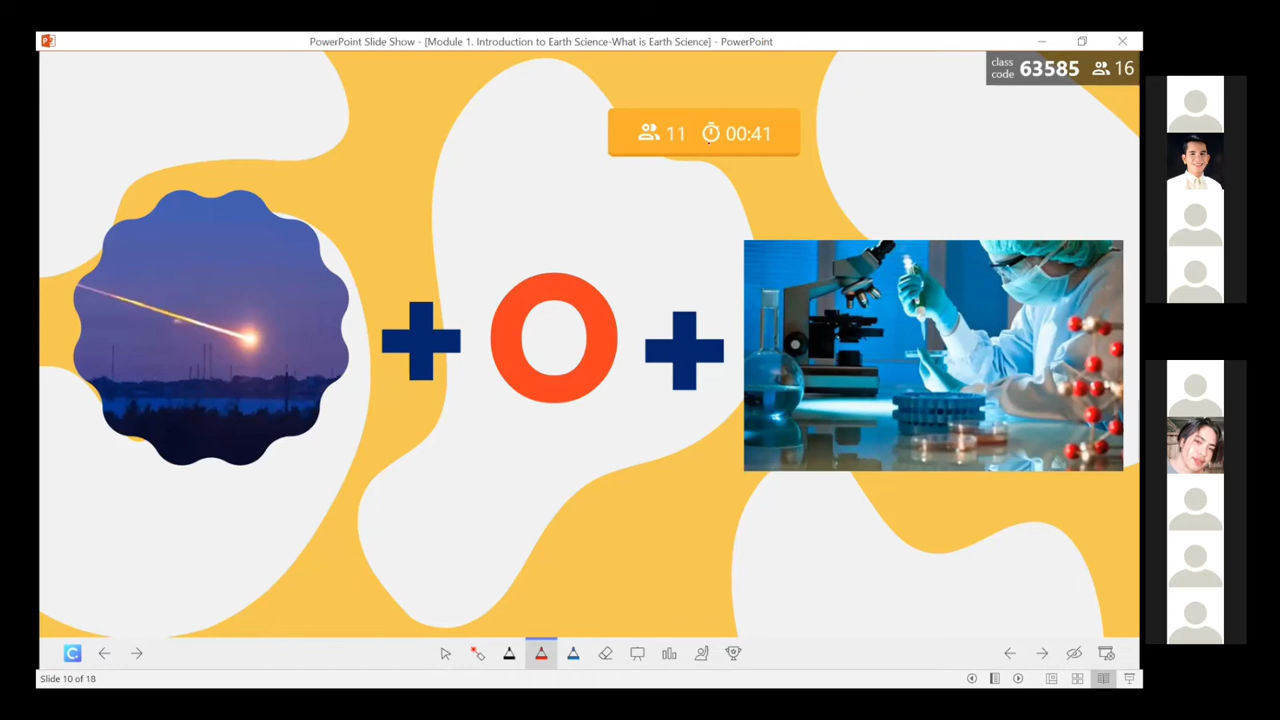 PowerPoint Slide Show - [Module 1. Introduction to Earth Science-What is Earth Science] - PowerPoint
class code 63585 16
11 00:41
+ O +
Slide 10 of 18